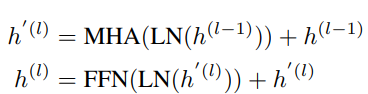 h′(l) = MHA(LN(h(l−1))) + h(l−1)
h(l) = FFN(LN(h′(l))) + h′(l)